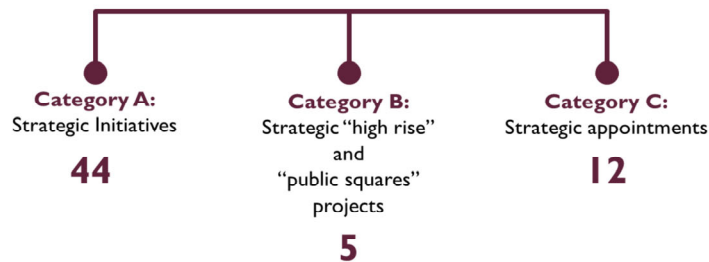 Category A:
Strategic Initiatives
44
Category B:
Strategic “high rise”
and
“public squares”
projects
5
Category C:
Strategic appointments
12